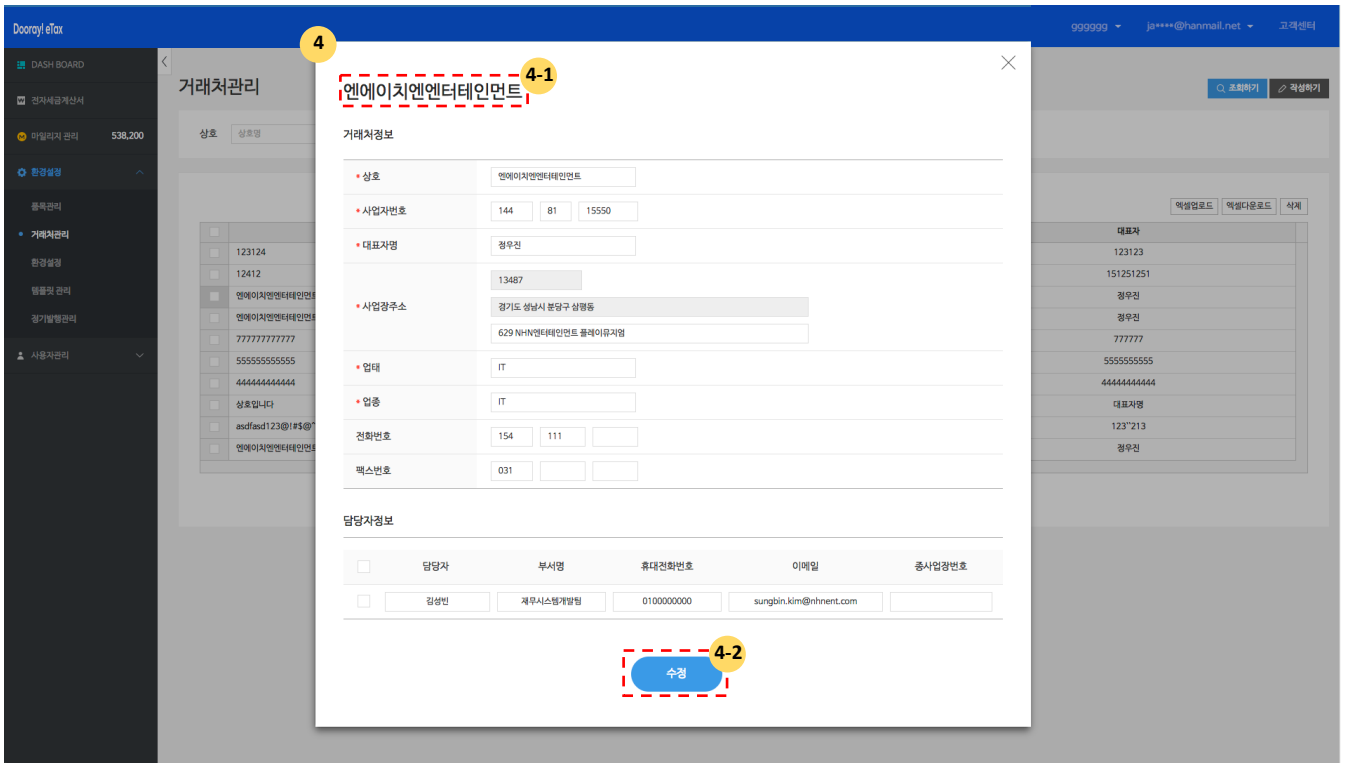 Dooray! eTax
gggggg
ja****@hanmail.net
고객센터
DASH BOARD
전자세금계산서
마일리지 관리 538,200
환경설정
품목관리
거래처관리
환경설정
템플릿 관리
정기발행관리
사용자관리
거래처관리
조회하기
작성하기
상호 상호명
엑셀업로드 엑셀다운로드 삭제
대표자
123124 123123
12412 151251251
엔에이치엔엔터테인먼트 정우진
엔에이치엔엔터테인먼트 정우진
777777777777 777777
555555555555 5555555555
444444444444 44444444444
상호입니다 대표자명
asdfasd123@!#$@" 123''213
엔에이치엔엔터테인먼트 정우진
4
4-1
엔에이치엔엔터테인먼트
거래처정보
* 상호 엔에이치엔엔터테인먼트
* 사업자번호 144 81 15550
* 대표자명 정우진
* 사업장주소
13487
경기도 성남시 분당구 삼평동
629 NHN엔터테인먼트 플레이뮤지엄
* 업태 IT
* 업종 IT
전화번호 154 111
팩스번호 031
담당자정보
담당자 부서명 휴대전화번호 이메일 종사업장번호
김성빈 재무시스템개발팀 0100000000 sungbin.kim@nhnent.com
4-2
수정